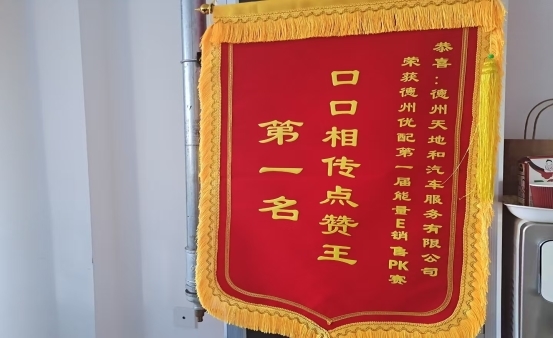 恭喜:德州天地和汽车服务有限公司
荣获德州优配第一届能量E销售PK赛
口口相传点赞王
第一名